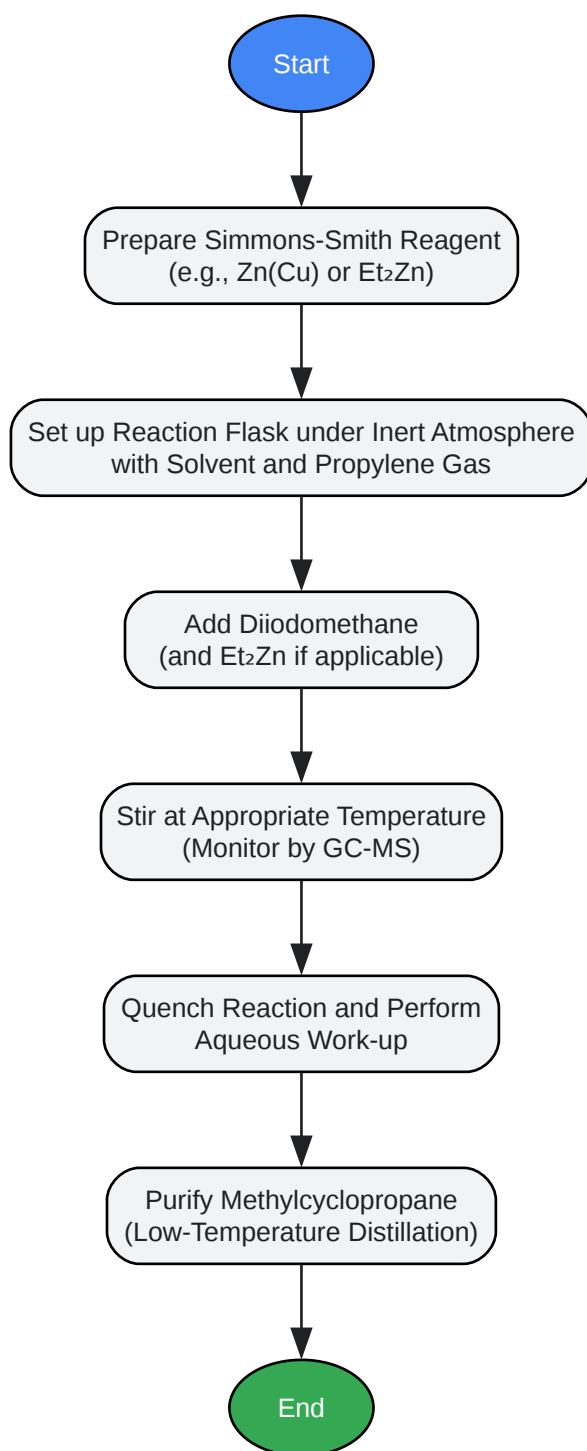 Start
Prepare Simmons-Smith Reagent
(e.g., Zn(Cu) or Et₂Zn)
Set up Reaction Flask under Inert Atmosphere
with Solvent and Propylene Gas
Add Diiodomethane
(and Et₂Zn if applicable)
Stir at Appropriate Temperature
(Monitor by GC-MS)
Quench Reaction and Perform
Aqueous Work-up
Purify Methylcyclopropane
(Low-Temperature Distillation)
End